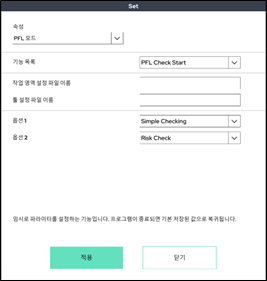 Set
속성
PFL 모드
기능 목록
PFL Check Start
작업 영역 설정 파일 이름
툴 설정 파일 이름
옵션 1
Simple Checking
옵션 2
Risk Check
임시로 파라미터를 설정하는 기능입니다. 프로그램이 종료되면 기본 저장된 값으로 복귀됩니다.
적용
닫기